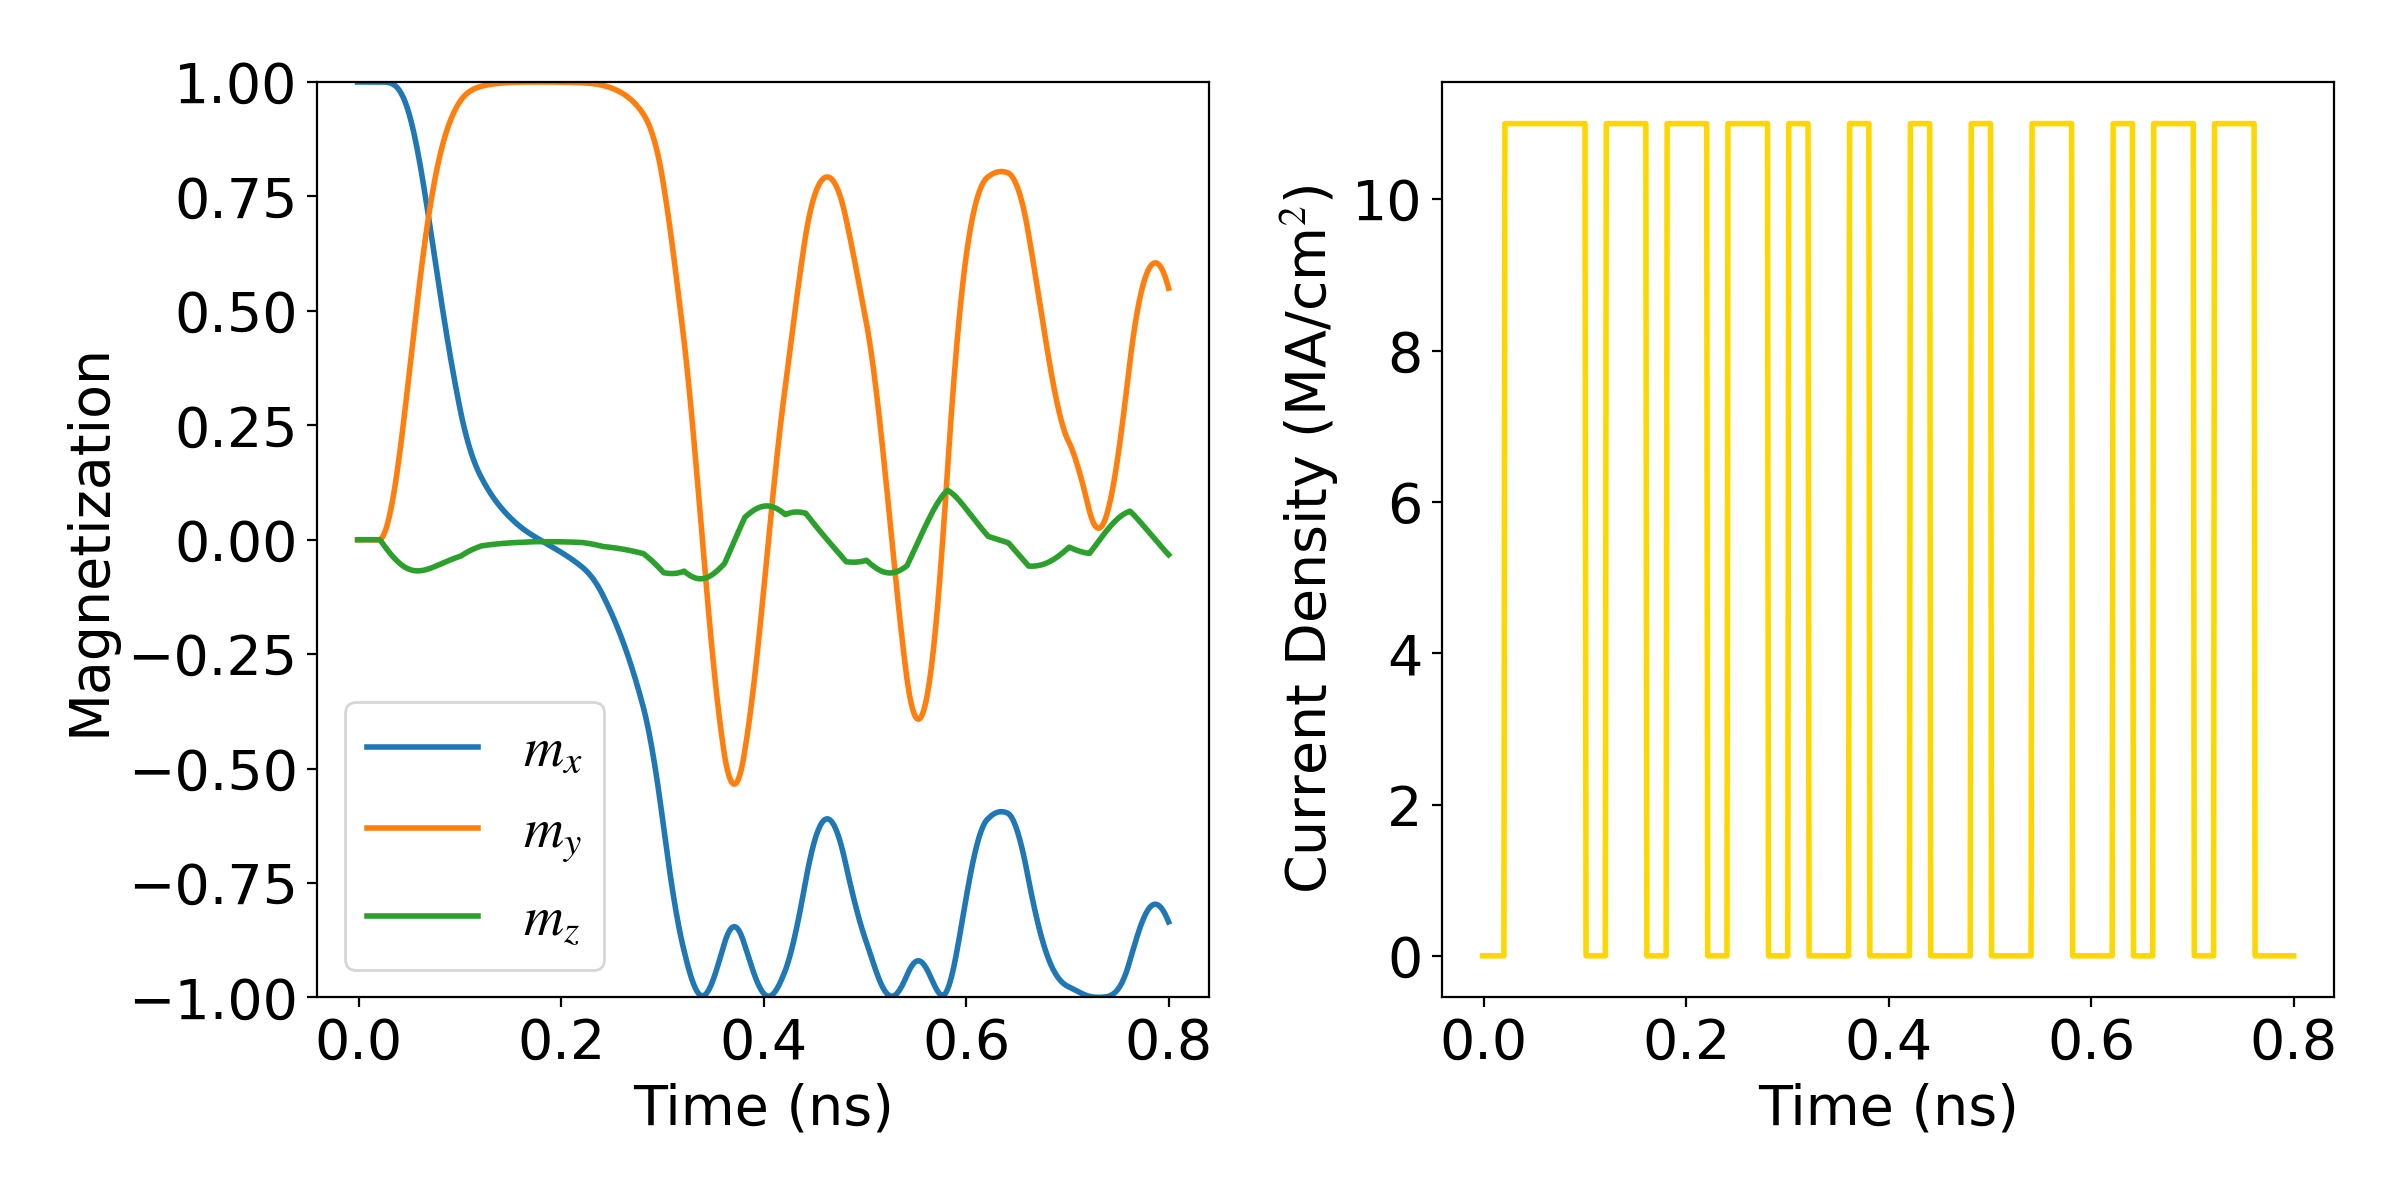 1.00
0.75
0.50
0.25
0.00
−0.25
−0.50
−0.75
−1.00
Magnetization
m_x
m_y
m_z
0.0 0.2 0.4 0.6 0.8
Time (ns)
10
8
6
4
2
0
Current Density (MA/cm²)
0.0 0.2 0.4 0.6 0.8
Time (ns)